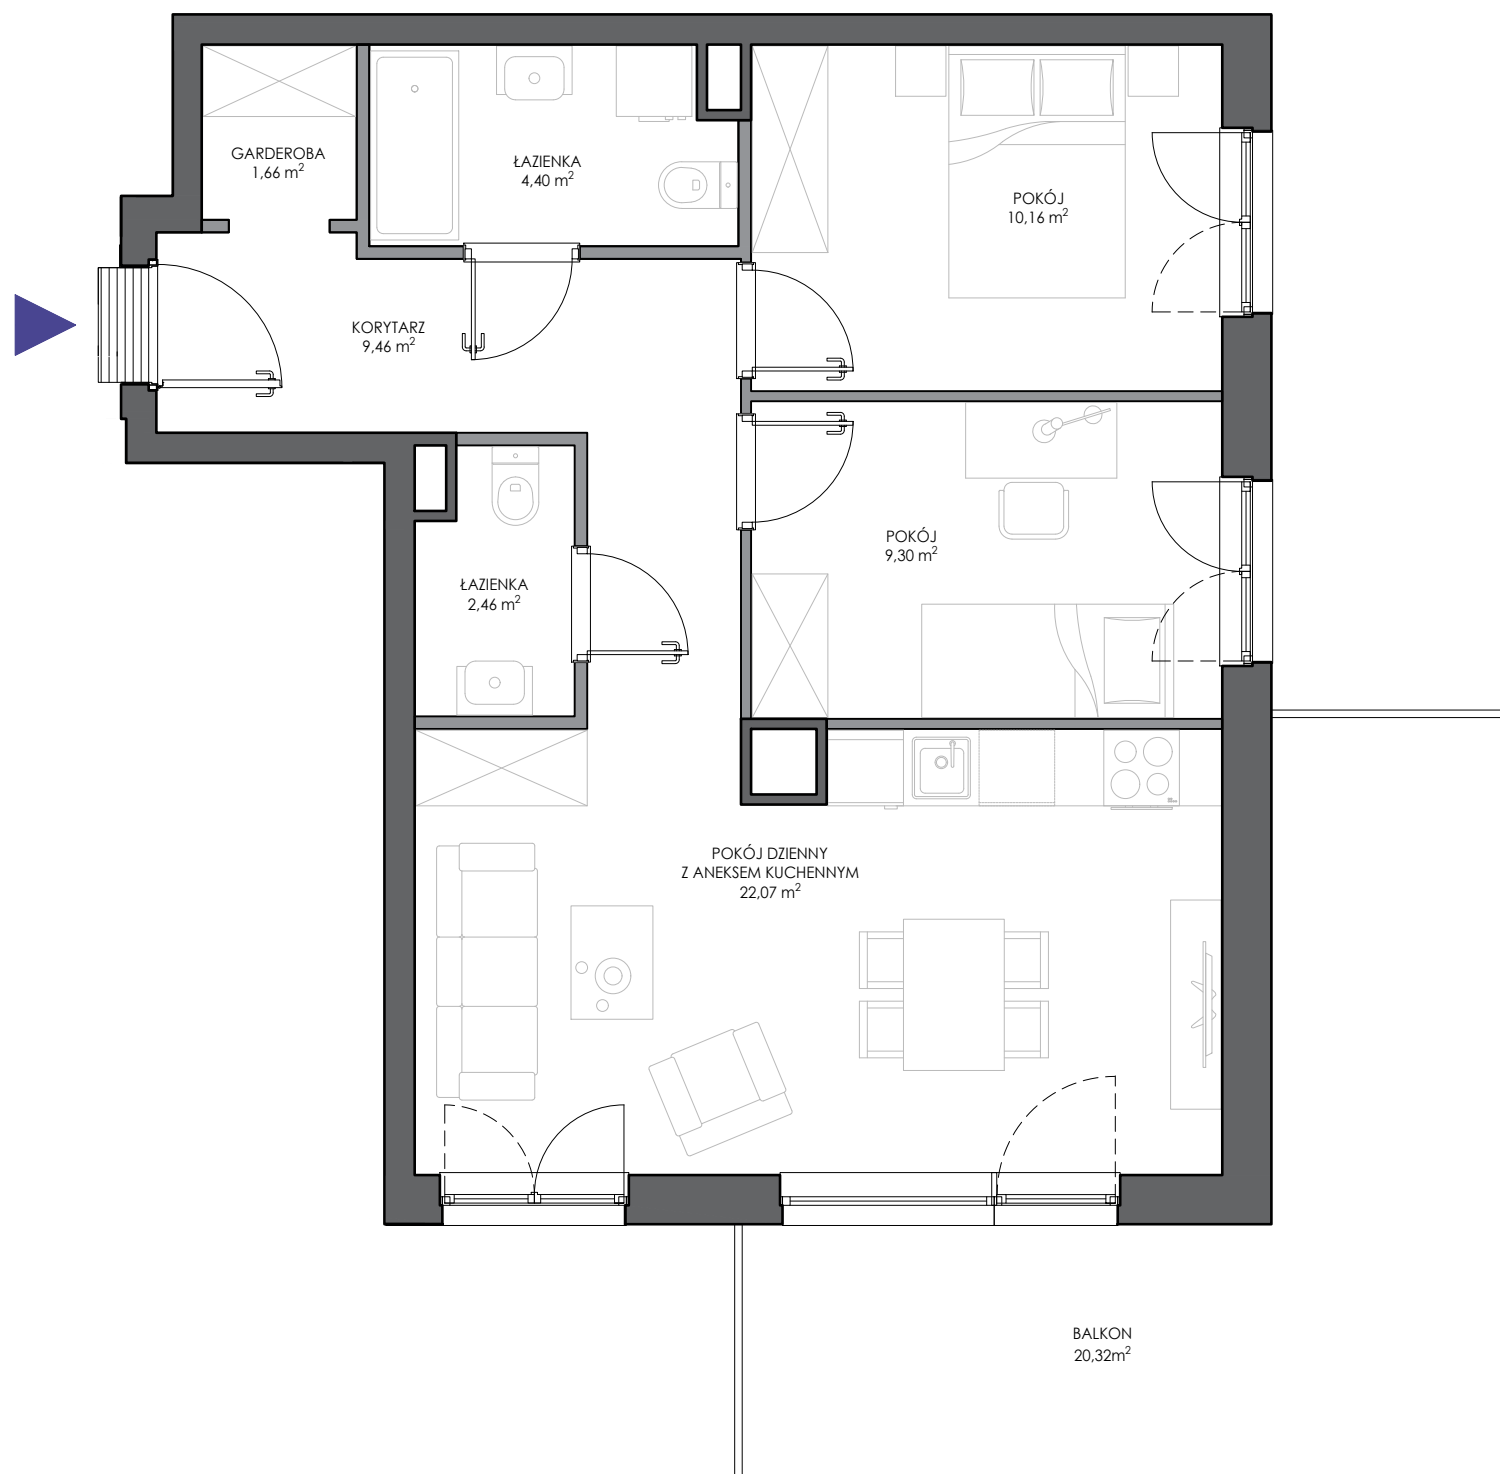 GARDEROBA
1,66 m²
ŁAZIENKA
4,40 m²
POKÓJ
10,16 m²
KORYTARZ
9,46 m²
POKÓJ
9,30 m²
ŁAZIENKA
2,46 m²
POKÓJ DZIENNY
Z ANEKSEM KUCHENNYM
22,07 m²
BALKON
20,32m²